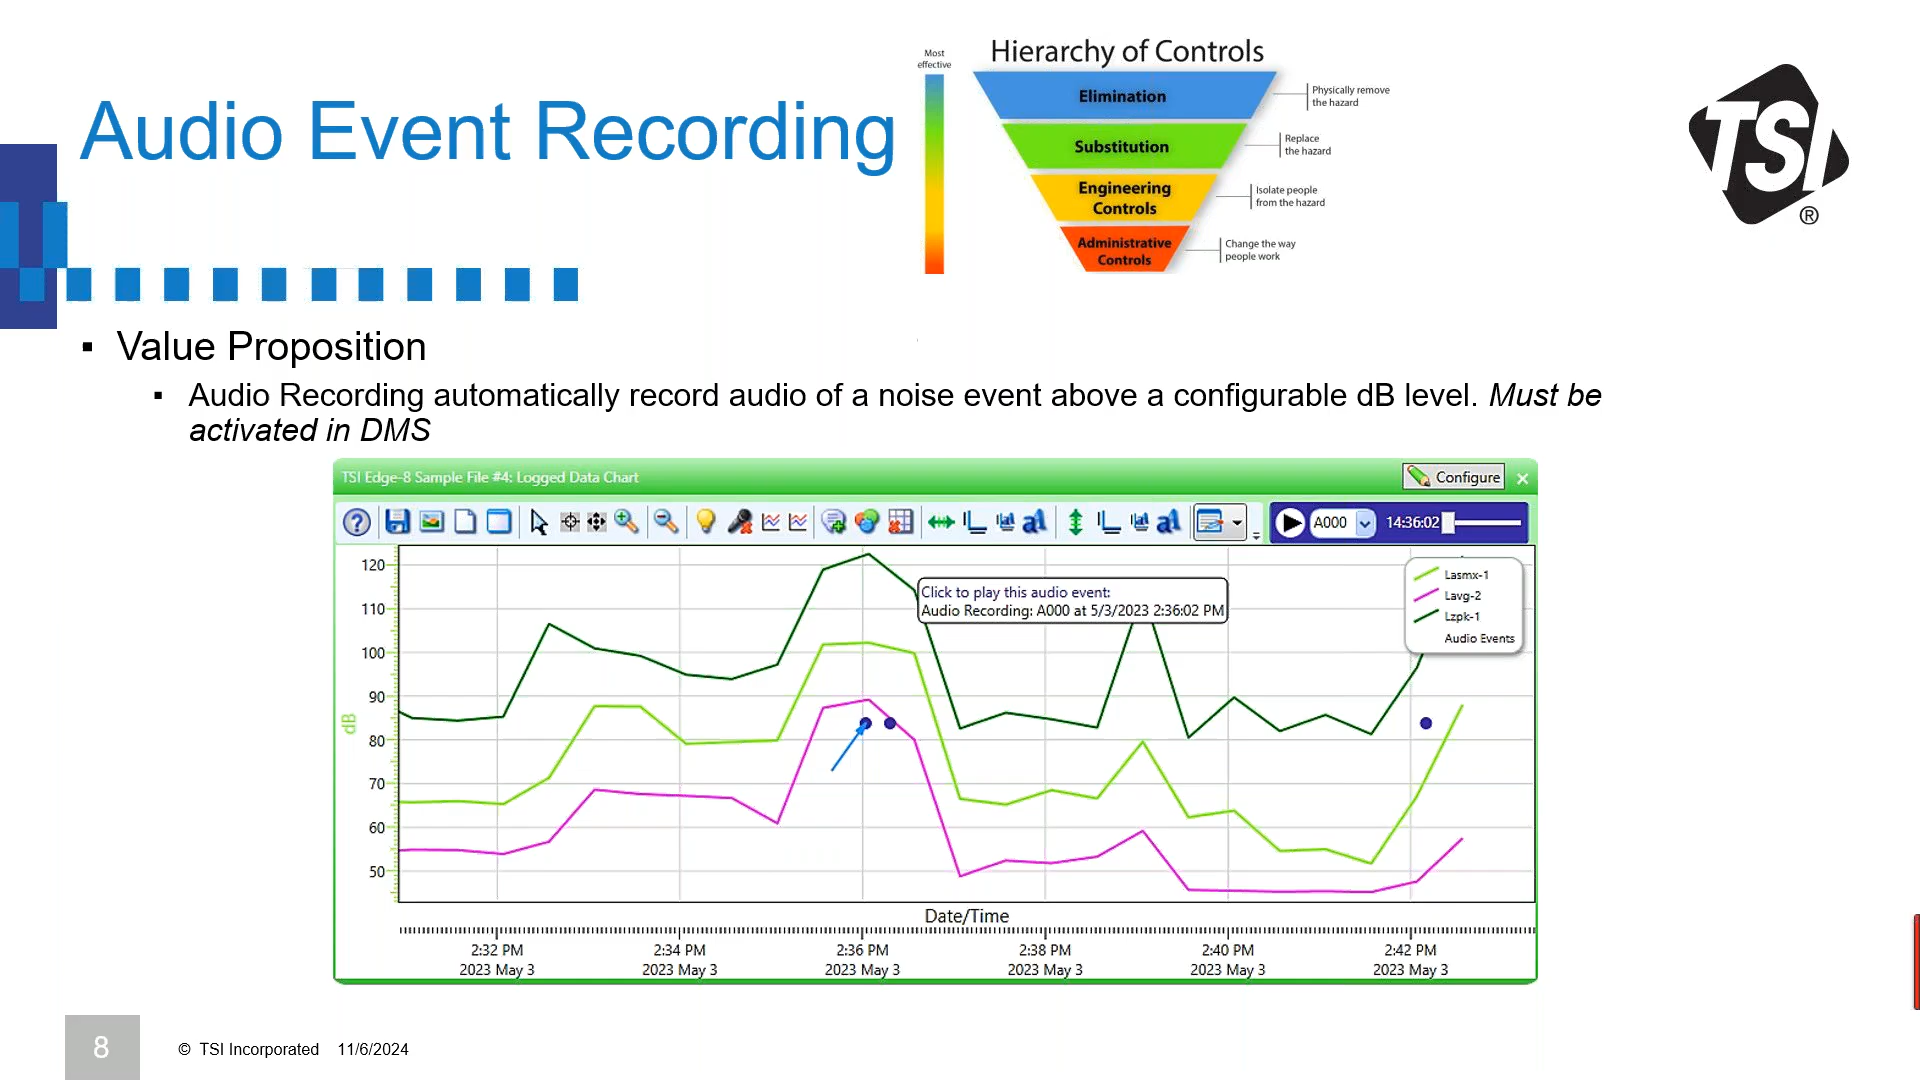 Audio Event Recording
Most
effective
Hierarchy of Controls
Elimination
Physically remove
the hazard
Substitution
Replace
the hazard
Engineering
Controls
Isolate people
from the hazard
Administrative
Controls
Change the way
people work
TSI
®
▪ Value Proposition
▪ Audio Recording automatically record audio of a noise event above a configurable dB level. Must be
activated in DMS
TSI Edge-8 Sample File #4: Logged Data Chart
Configure
A000
14:36:02
120
110
100
90
80
70
60
50
dB
Click to play this audio event:
Audio Recording: A000 at 5/3/2023 2:36:02 PM
Lasmx-1
Lavg-2
Lzpk-1
Audio Events
Date/Time
2:32 PM 2:34 PM 2:36 PM 2:38 PM 2:40 PM 2:42 PM
2023 May 3 2023 May 3 2023 May 3 2023 May 3 2023 May 3 2023 May 3
8
© TSI Incorporated 11/6/2024